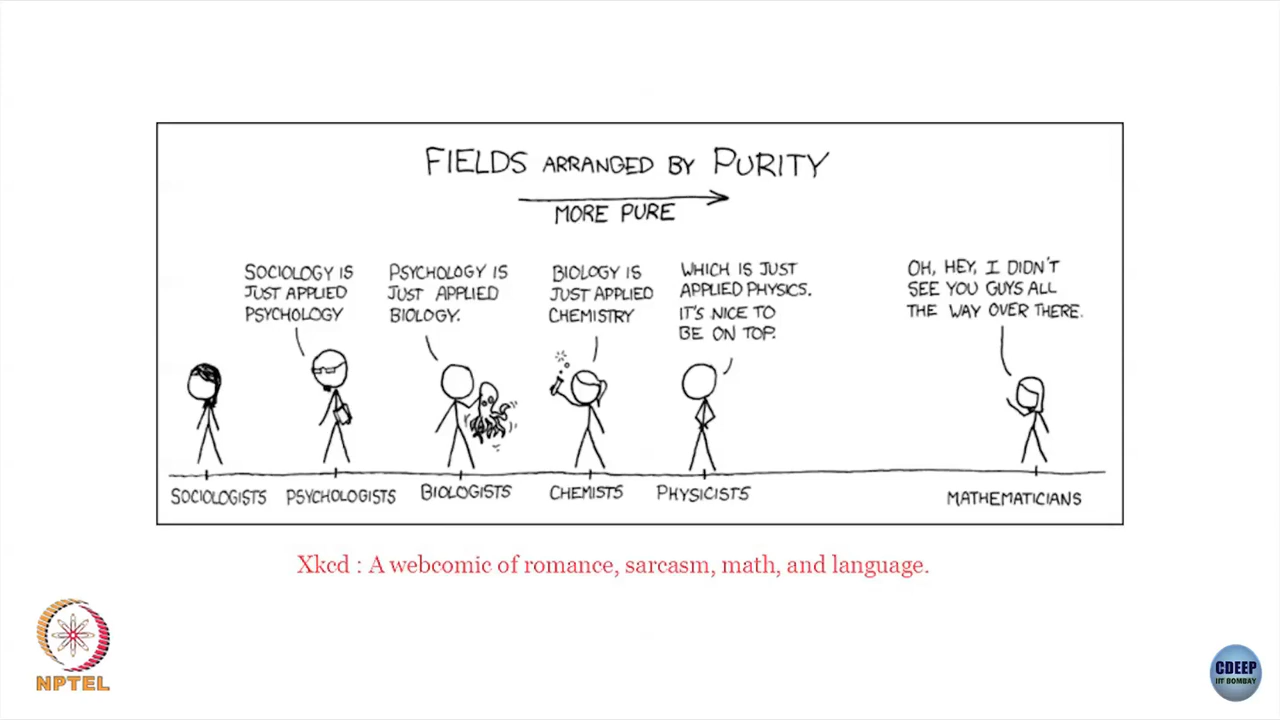 FIELDS ARRANGED BY PURITY
MORE PURE
SOCIOLOGY IS
JUST APPLIED
PSYCHOLOGY
PSYCHOLOGY IS
JUST APPLIED
BIOLOGY.
BIOLOGY IS
JUST APPLIED
CHEMISTRY
WHICH IS JUST
APPLIED PHYSICS.
IT'S NICE TO
BE ON TOP.
OH, HEY, I DIDN'T
SEE YOU GUYS ALL
THE WAY OVER THERE.
SOCIOLOGISTS
PSYCHOLOGISTS
BIOLOGISTS
CHEMISTS
PHYSICISTS
MATHEMATICIANS
Xkcd : A webcomic of romance, sarcasm, math, and language.
NPTEL
CDEEP
IIT BOMBAY